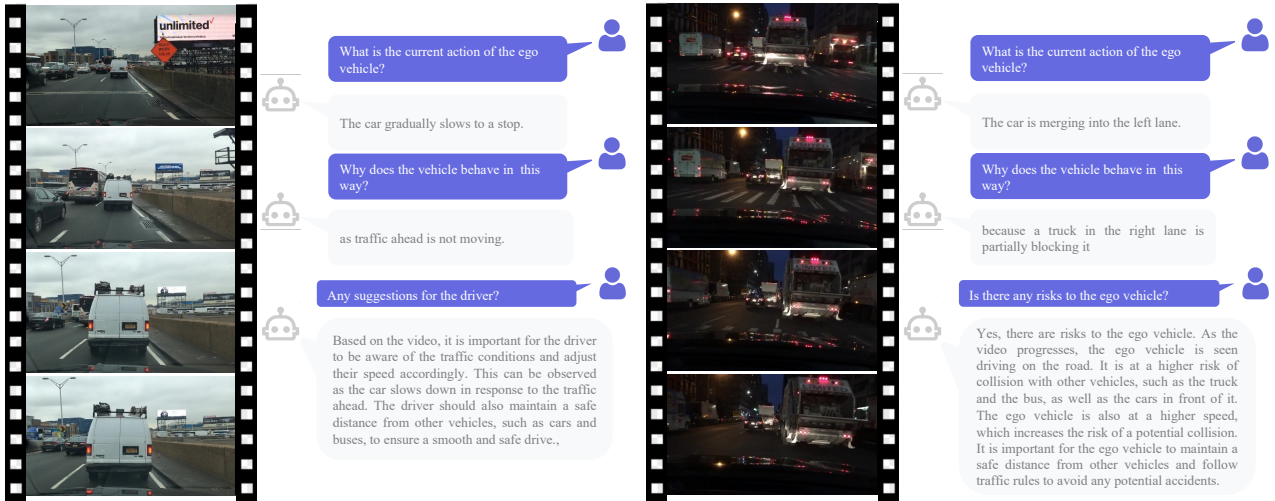 unlimited
What is the current action of the ego
vehicle?
The car gradually slows to a stop.
Why does the vehicle behave in this
way?
as traffic ahead is not moving.
Any suggestions for the driver?
Based on the video, it is important for the driver
to be aware of the traffic conditions and adjust
their speed accordingly. This can be observed
as the car slows down in response to the traffic
ahead. The driver should also maintain a safe
distance from other vehicles, such as cars and
buses, to ensure a smooth and safe drive.,
What is the current action of the ego
vehicle?
The car is merging into the left lane.
Why does the vehicle behave in this
way?
because a truck in the right lane is
partially blocking it
Is there any risks to the ego vehicle?
Yes, there are risks to the ego vehicle. As the
video progresses, the ego vehicle is seen
driving on the road. It is at a higher risk of
collision with other vehicles, such as the truck
and the bus, as well as the cars in front of it.
The ego vehicle is also at a higher speed,
which increases the risk of a potential collision.
It is important for the ego vehicle to maintain a
safe distance from other vehicles and follow
traffic rules to avoid any potential accidents.